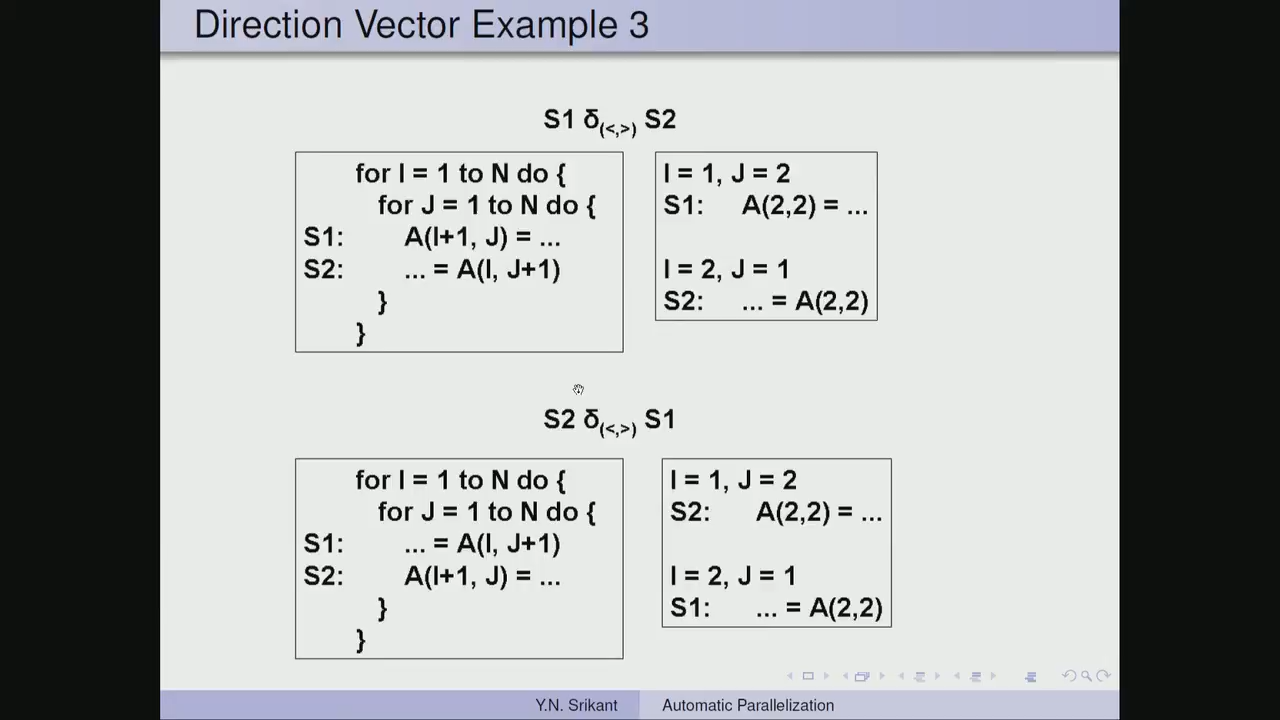 Direction Vector Example 3
S1 δ(<,>) S2
for I = 1 to N do {
for J = 1 to N do {
S1: A(I+1, J) = ...
S2: ... = A(I, J+1)
}
}
I = 1, J = 2
S1: A(2,2) = ...
I = 2, J = 1
S2: ... = A(2,2)
S2 δ(<,>) S1
for I = 1 to N do {
for J = 1 to N do {
S1: ... = A(I, J+1)
S2: A(I+1, J) = ...
}
}
I = 1, J = 2
S2: A(2,2) = ...
I = 2, J = 1
S1: ... = A(2,2)
Y.N. Srikant Automatic Parallelization